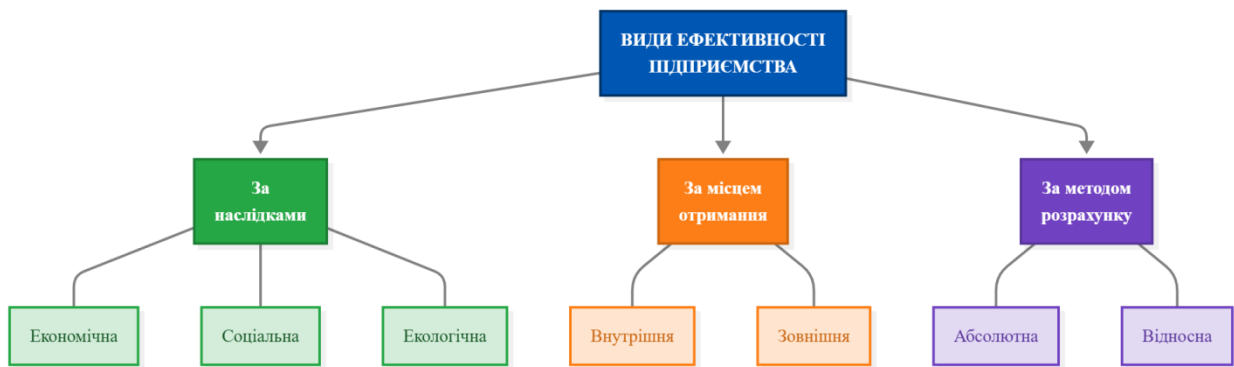 ВИДИ ЕФЕКТИВНОСТІ
ПІДПРИЄМСТВА
За
наслідками
За місцем
отримання
За методом
розрахунку
Економічна
Соціальна
Екологічна
Внутрішня
Зовнішня
Абсолютна
Відносна